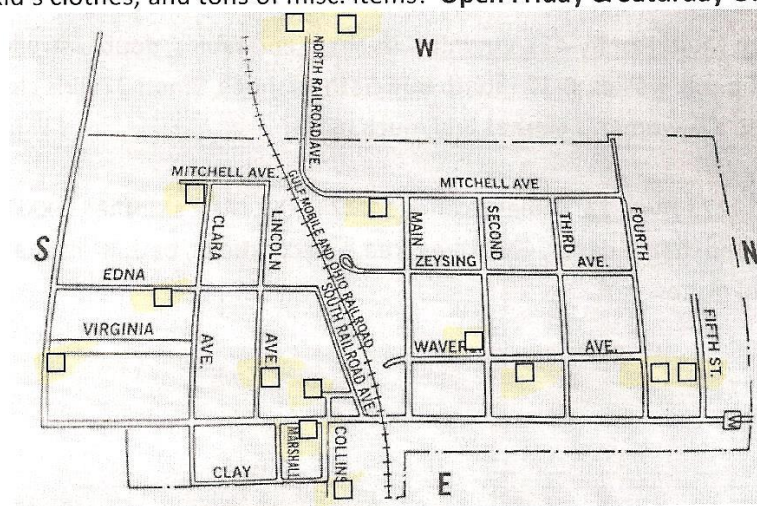 kid's clothes, and tons of misc. items! Open Friday & Saturday
W
NORTH RAILROAD AVE.
MITCHELL AVE.
GULF MOBILE AND OHIO RAILROAD
MITCHELL AVE
S
CLARA
LINCOLN
MAIN
SECOND
THIRD
FOURTH
N
EDNA
ZEYSING
AVE.
SOUTH RAILROAD AVE.
VIRGINIA
AVE.
AVE.
WAVER
AVE.
FIFTH ST.
W
MARSHALL
COLLINS
CLAY
E